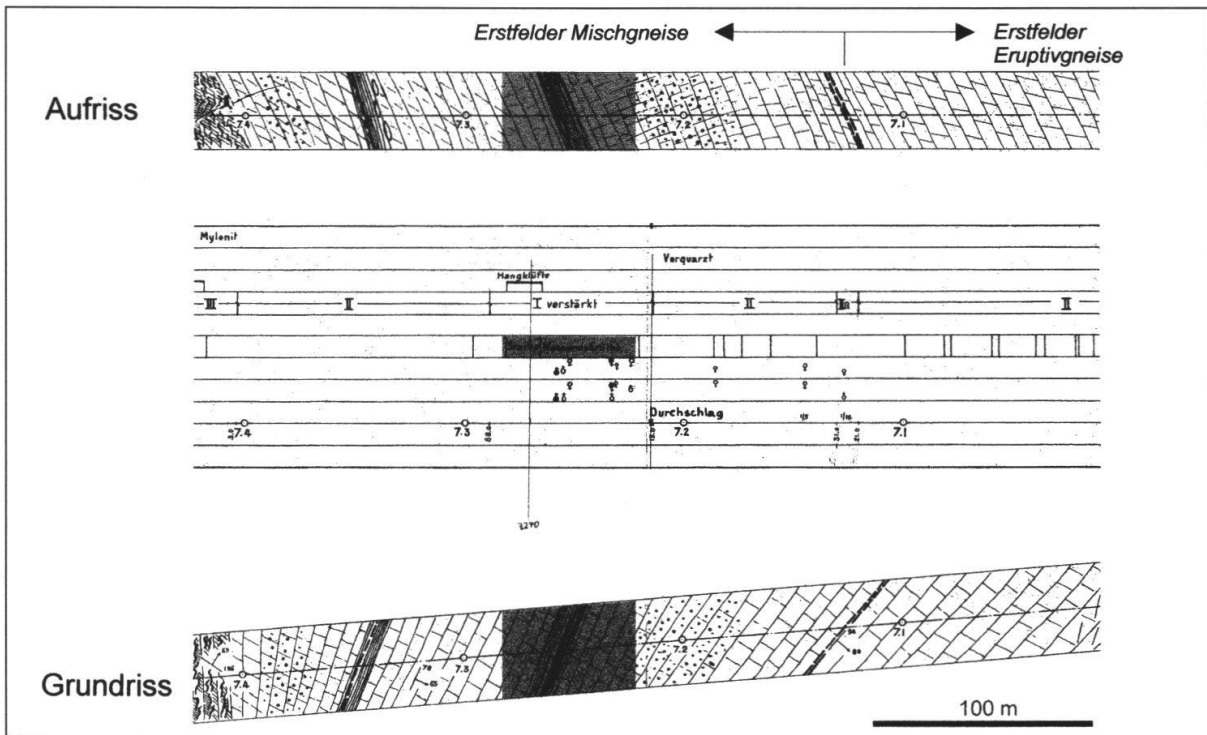 Erstfelder Mischgneise
Erstfelder
Eruptivgneise
Aufriss
7.4
7.3
7.2
7.1
Mylonit
Verquarzt
Hangklüfte
III
II
I verstärkt
II
II
Durchschlag
7.4
7.3
7.2
7.1
3270
7.4
7.3
7.2
7.1
Grundriss
100 m